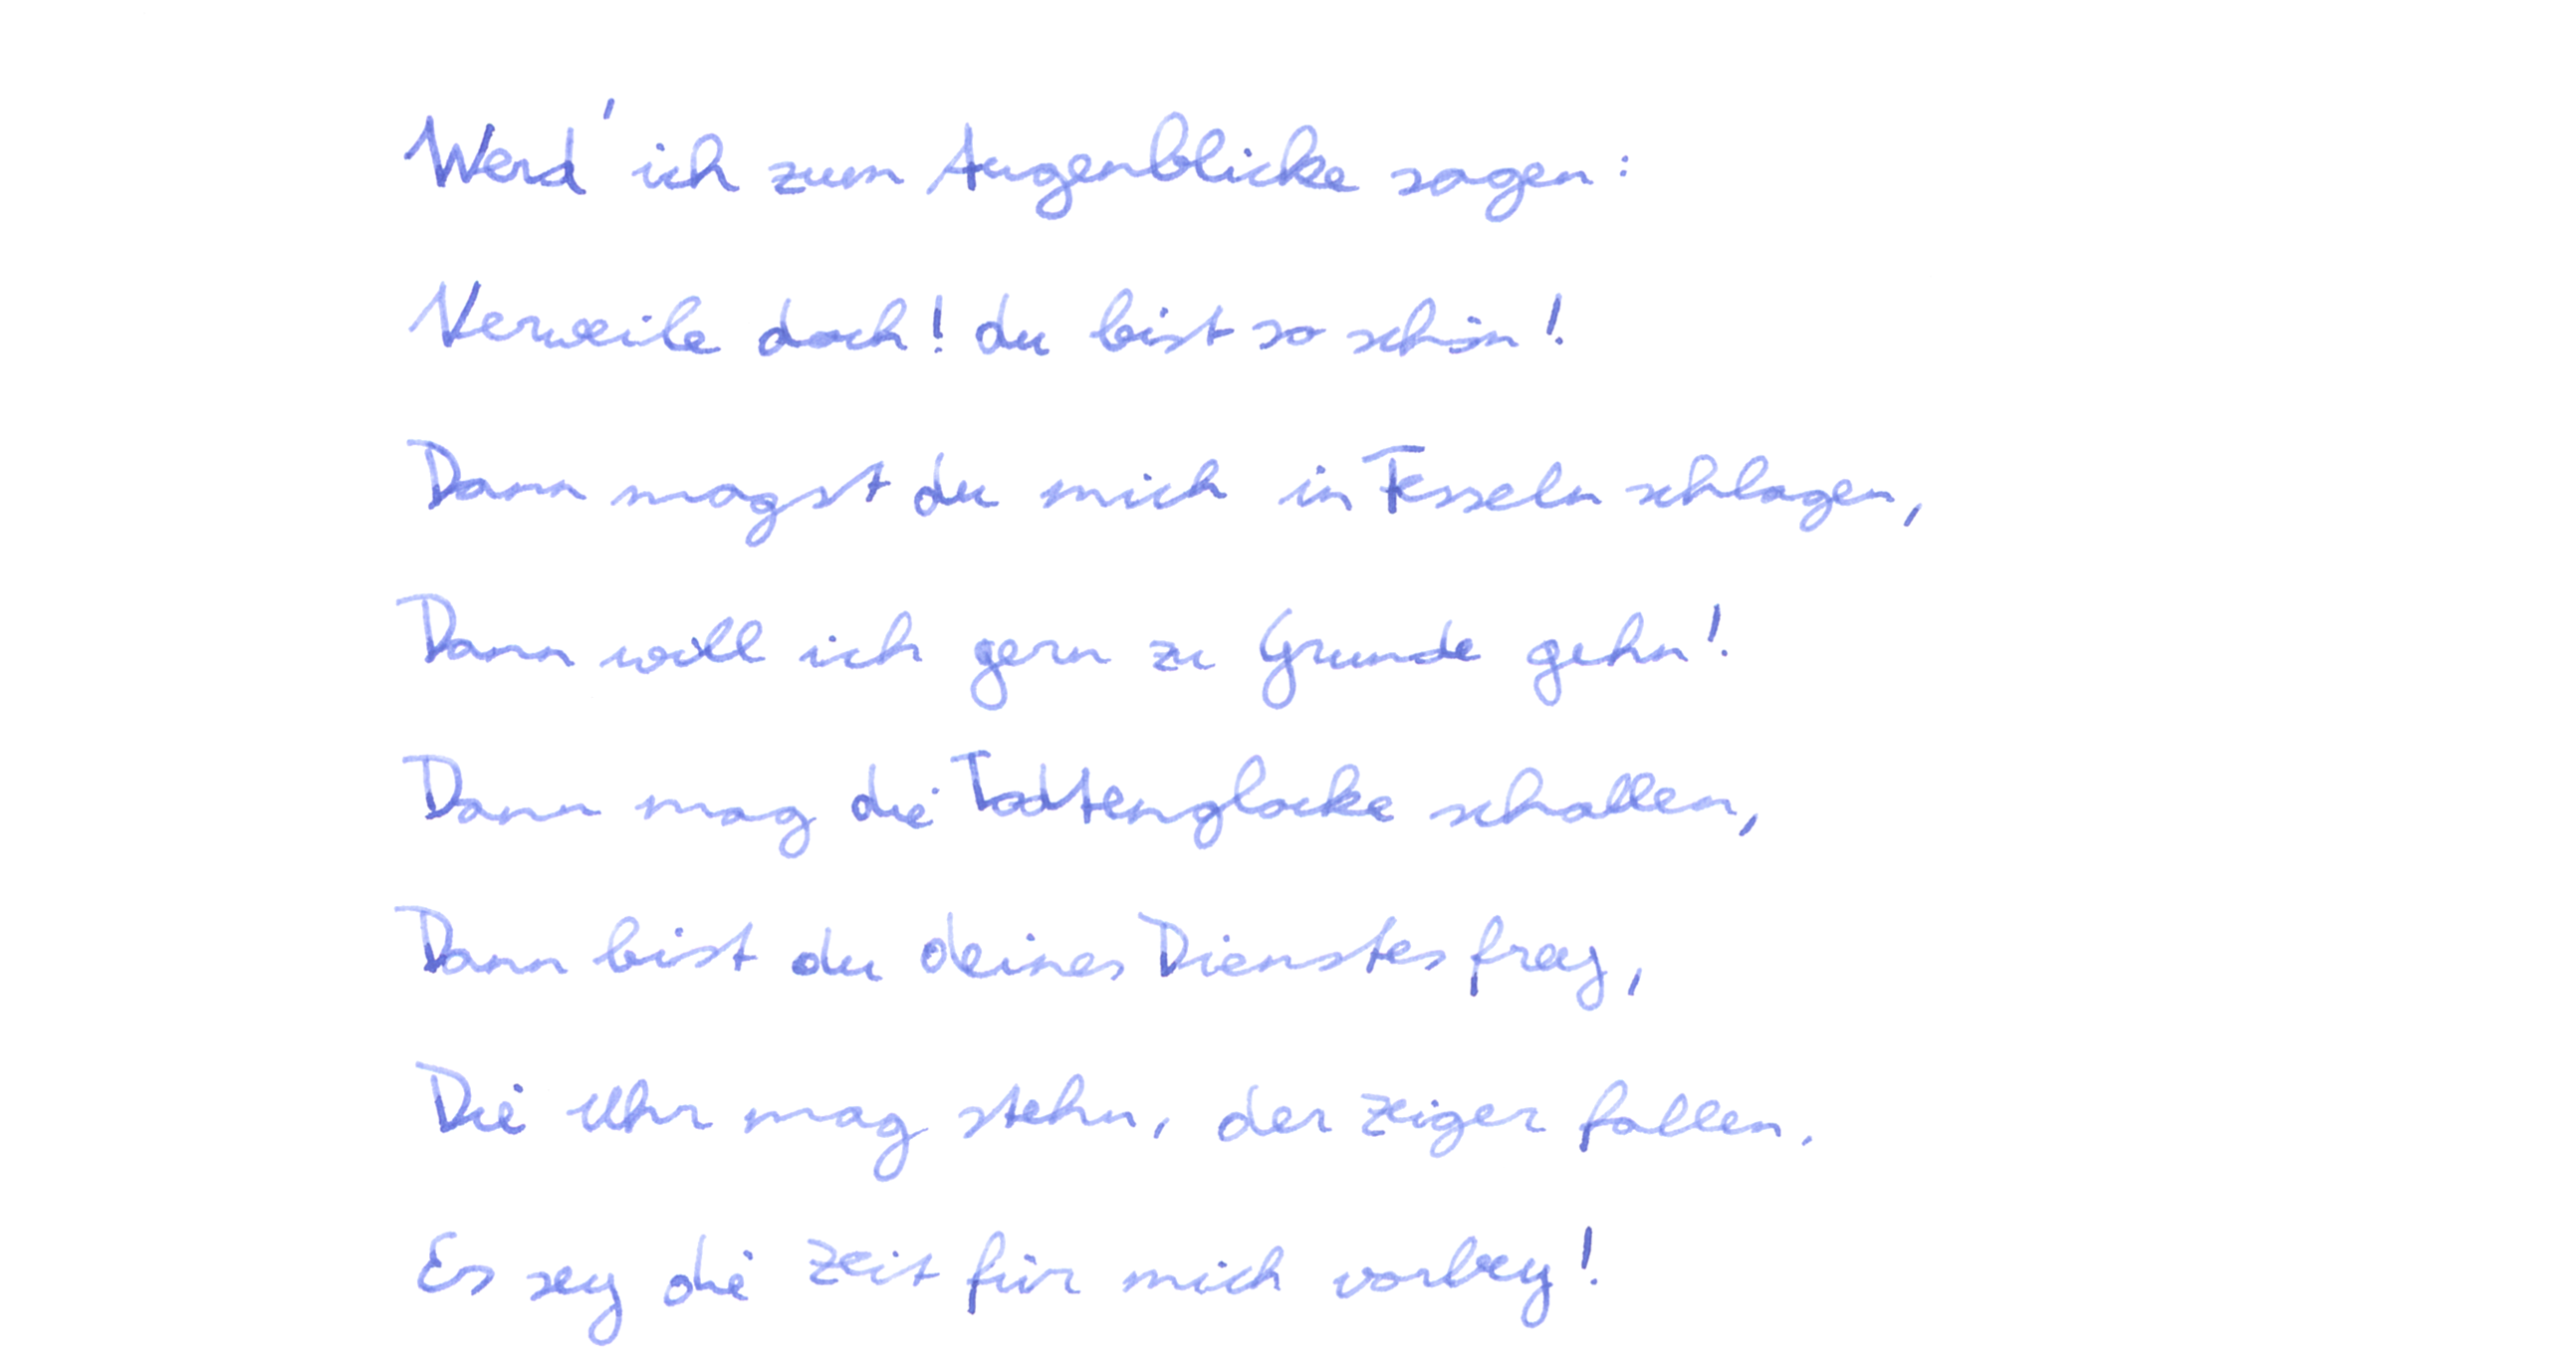 Werd' ich zum Augenblicke sagen:
Verweile doch! du bist so schön!
Dann magst du mich in Fesseln schlagen,
Dann will ich gern zu Grunde gehn!
Dann mag die Todtenglocke schallen,
Dann bist du deines Dienstes frey,
Die Uhr mag stehn, der Zeiger fallen,
Es sey die Zeit für mich vorbey!